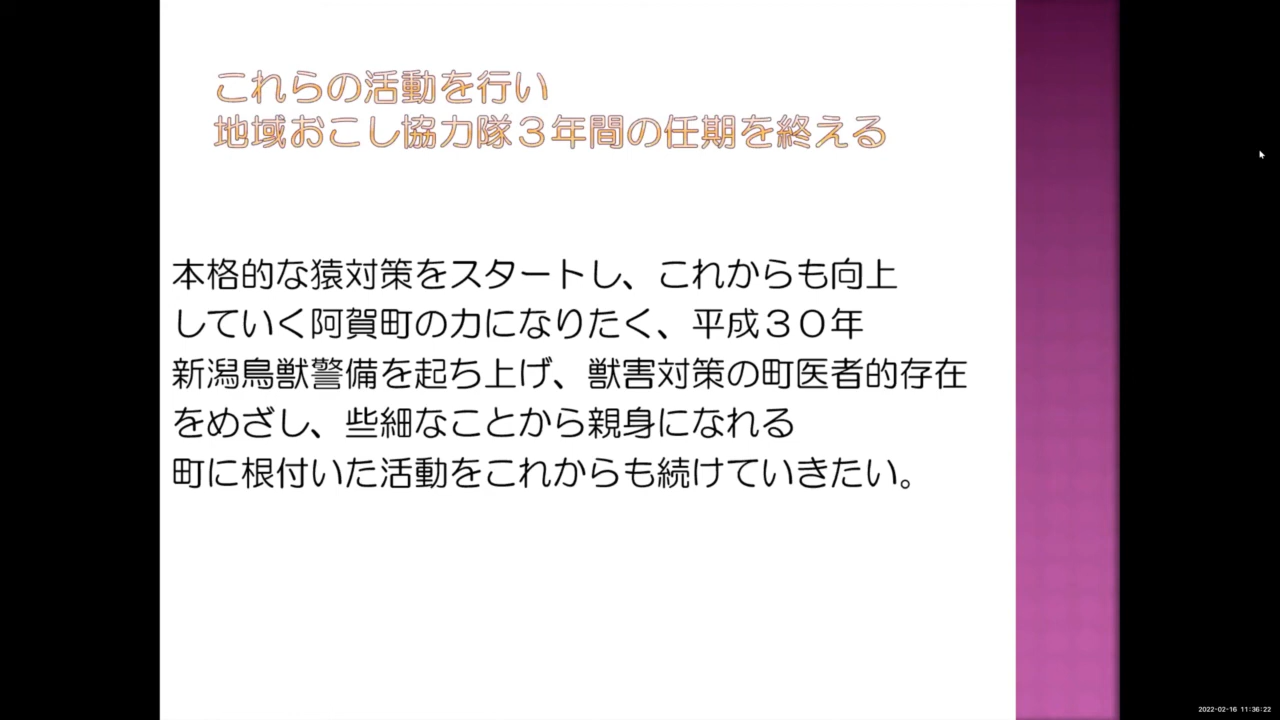 これらの活動を行い
地域おこし協力隊３年間の任期を終える
本格的な猿対策をスタートし、これからも向上
していく阿賀町の力になりたく、平成３０年
新潟鳥獣警備を起ち上げ、獣害対策の町医者的存在
をめざし、些細なことから親身になれる
町に根付いた活動をこれからも続けていきたい。
2022-02-16 11:36:22